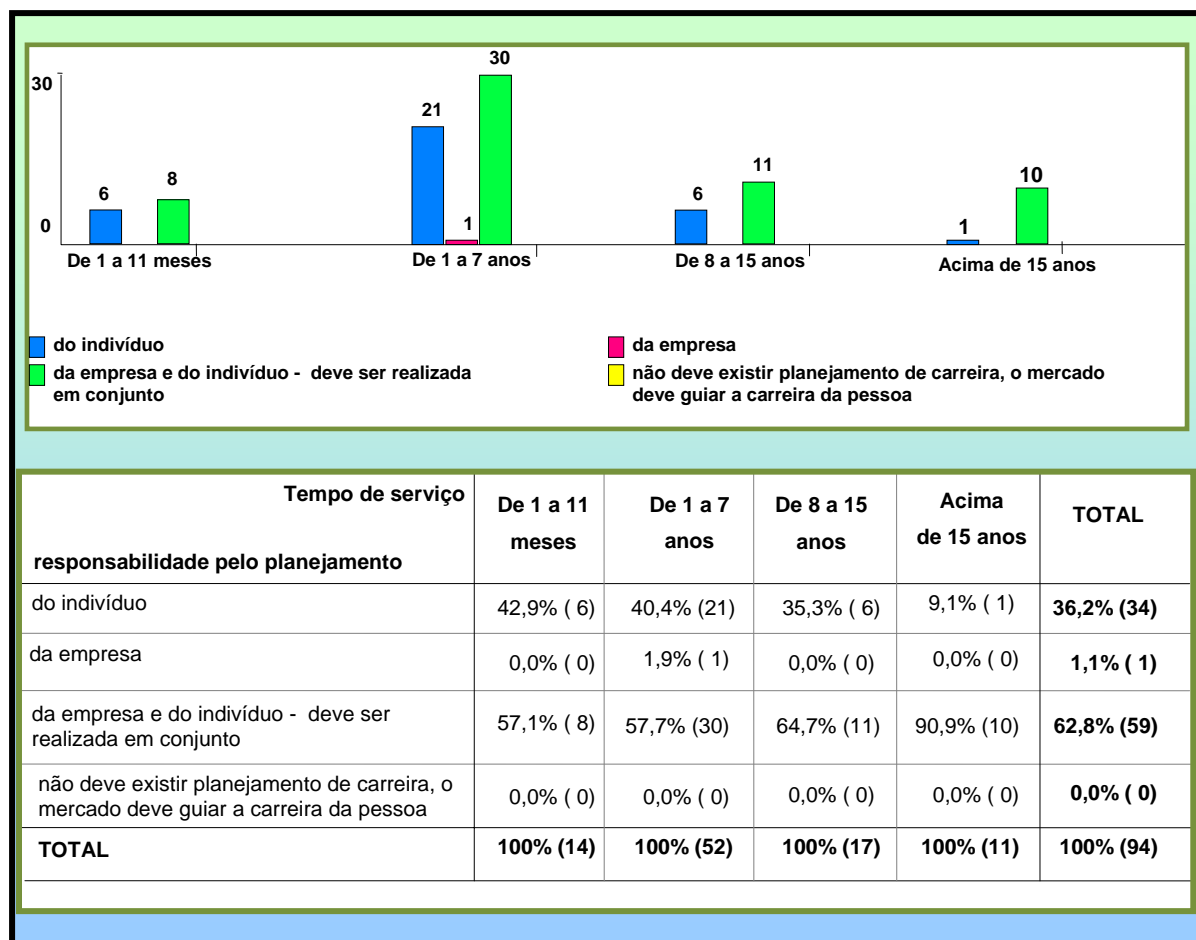 30
0
6
8
21
1
30
6
11
1
10
De 1 a 11 meses
De 1 a 7 anos
De 8 a 15 anos
Acima de 15 anos
do indivíduo
da empresa
da empresa e do indivíduo - deve ser realizada
em conjunto
não deve existir planejamento de carreira, o mercado
deve guiar a carreira da pessoa
Tempo de serviço
responsabilidade pelo planejamento
De 1 a 11
meses
De 1 a 7
anos
De 8 a 15
anos
Acima
de 15 anos
TOTAL
do indivíduo
42,9% ( 6)
40,4% (21)
35,3% ( 6)
9,1% ( 1)
36,2% (34)
da empresa
0,0% ( 0)
1,9% ( 1)
0,0% ( 0)
0,0% ( 0)
1,1% ( 1)
da empresa e do indivíduo - deve ser
realizada em conjunto
57,1% ( 8)
57,7% (30)
64,7% (11)
90,9% (10)
62,8% (59)
não deve existir planejamento de carreira, o
mercado deve guiar a carreira da pessoa
0,0% ( 0)
0,0% ( 0)
0,0% ( 0)
0,0% ( 0)
0,0% ( 0)
TOTAL
100% (14)
100% (52)
100% (17)
100% (11)
100% (94)